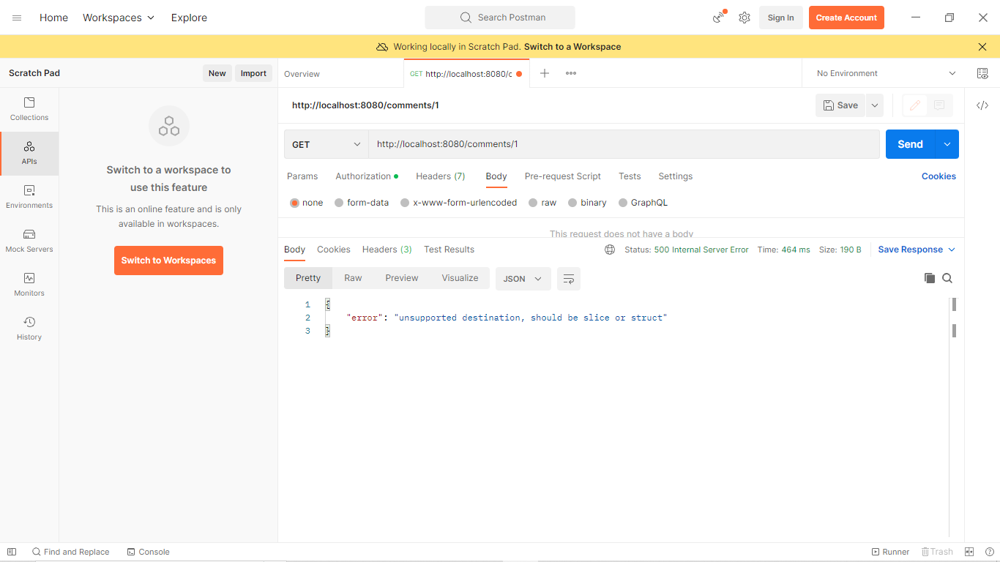 Home Workspaces Explore Search Postman Sign In Create Account
Working locally in Scratch Pad. Switch to a Workspace
Scratch Pad New Import
Overview GET http://localhost:8080/c No Environment
Collections
APIs
Environments
Mock Servers
Monitors
History
Switch to a workspace to
use this feature
This is an online feature and is only
available in workspaces.
Switch to Workspaces
http://localhost:8080/comments/1 Save
GET http://localhost:8080/comments/1 Send
Params Authorization Headers (7) Body Pre-request Script Tests Settings Cookies
none form-data x-www-form-urlencoded raw binary GraphQL
This request does not have a body
Body Cookies Headers (3) Test Results Status: 500 Internal Server Error Time: 464 ms Size: 190 B Save Response
Pretty Raw Preview Visualize JSON
1 {
2 "error": "unsupported destination, should be slice or struct"
3 }
Find and Replace Console Runner Trash